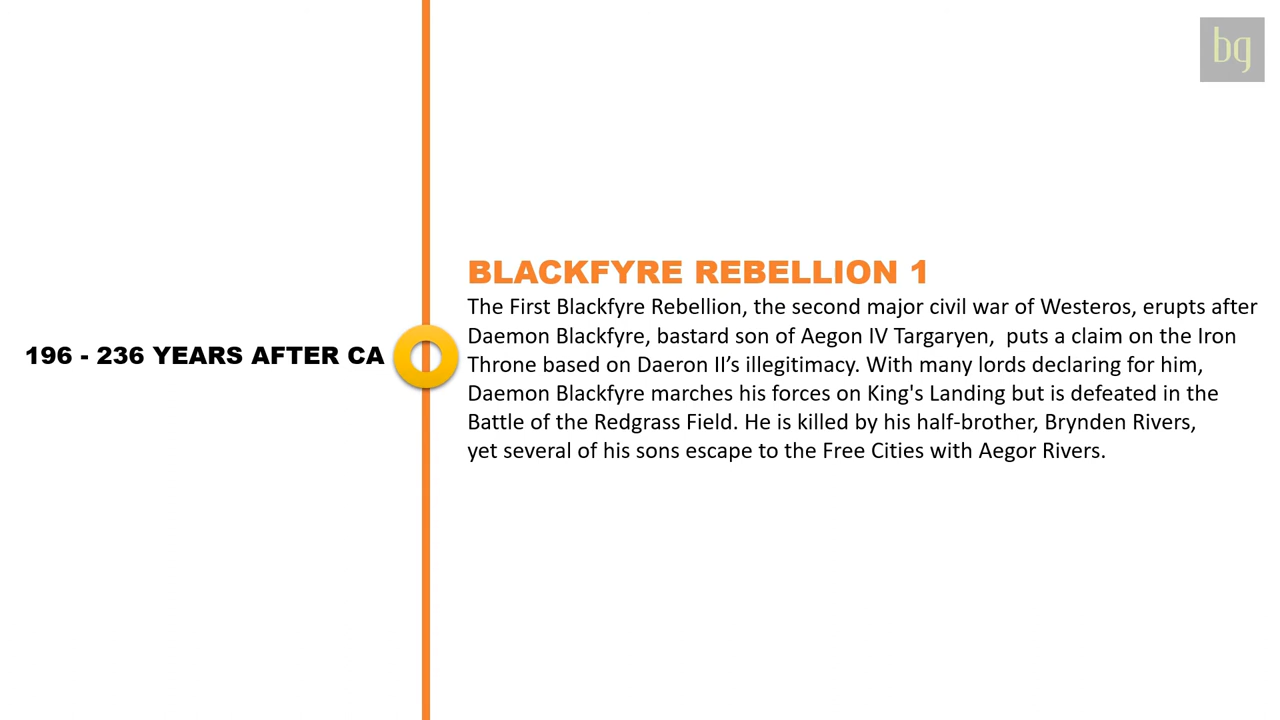 bg
BLACKFYRE REBELLION 1
The First Blackfyre Rebellion, the second major civil war of Westeros, erupts after
Daemon Blackfyre, bastard son of Aegon IV Targaryen,  puts a claim on the Iron
196 - 236 YEARS AFTER CA
Throne based on Daeron II’s illegitimacy. With many lords declaring for him,
Daemon Blackfyre marches his forces on King's Landing but is defeated in the
Battle of the Redgrass Field. He is killed by his half-brother, Brynden Rivers,
yet several of his sons escape to the Free Cities with Aegor Rivers.